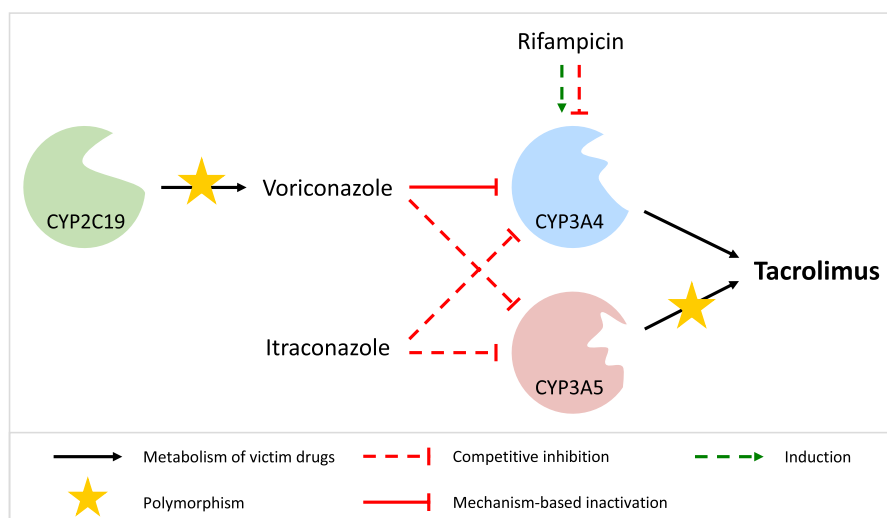 Rifampicin
CYP2C19
Voriconazole
CYP3A4
Tacrolimus
Itraconazole
CYP3A5
Metabolism of victim drugs
Competitive inhibition
Induction
Polymorphism
Mechanism-based inactivation